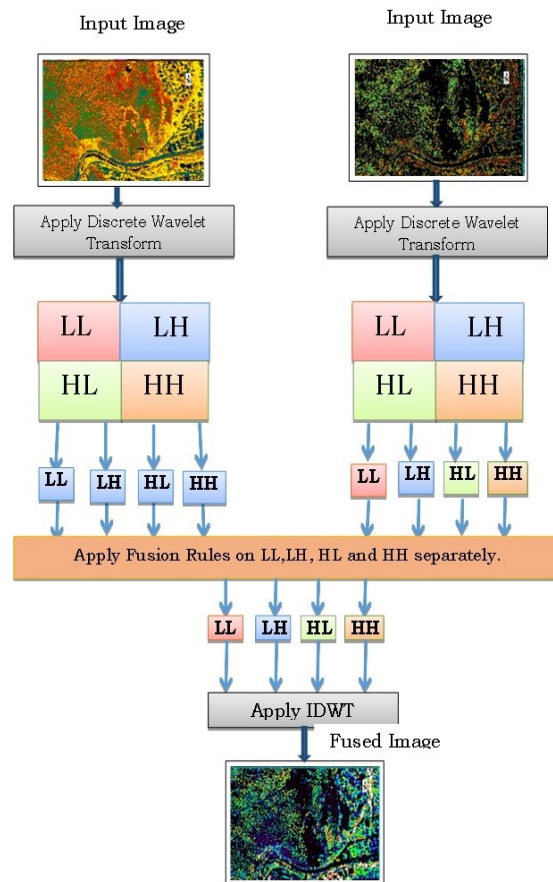 Input Image
Input Image
Apply Discrete Wavelet
Transform
Apply Discrete Wavelet
Transform
LL LH
HL HH
LL LH
HL HH
LL LH HL HH
LL LH HL HH
Apply Fusion Rules on LL,LH, HL and HH separately.
LL LH HL HH
Apply IDWT
Fused Image